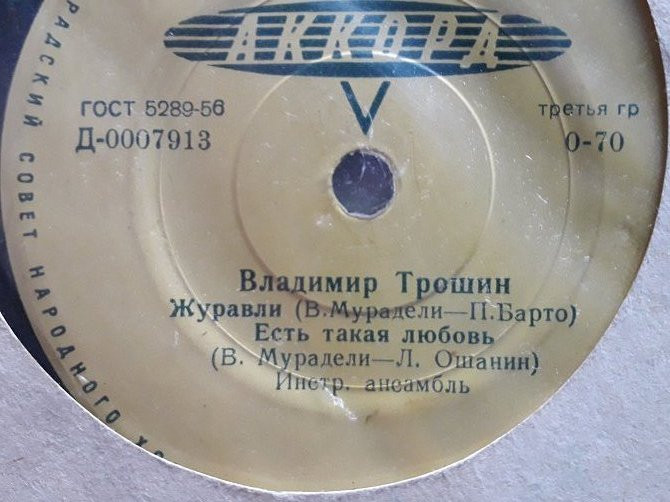 АККОРД
ГОСТ 5289-56
третья гр
Д-0007913
0-70
Владимир Трошин
Журавли (В. Мурадели—П. Барто)
Есть такая любовь
(В. Мурадели—Л. Ошанин)
Инстр. ансамбль
РАДСКИЙ СОВЕТ НАРОДНОГО ХО